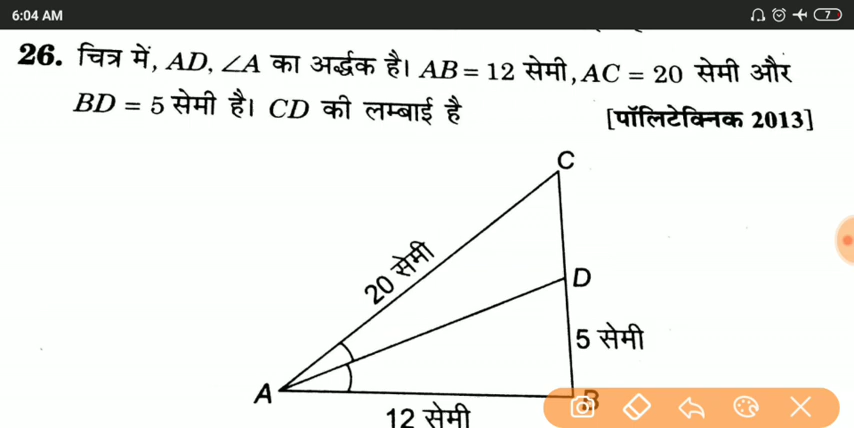 6:04 AM
7
26. चित्र में, AD, ∠A का अर्द्धक है। AB = 12 सेमी, AC = 20 सेमी और
BD = 5 सेमी है। CD की लम्बाई है
[पॉलिटेक्निक 2013]
C
20 सेमी
D
5 सेमी
A
B
12 सेमी